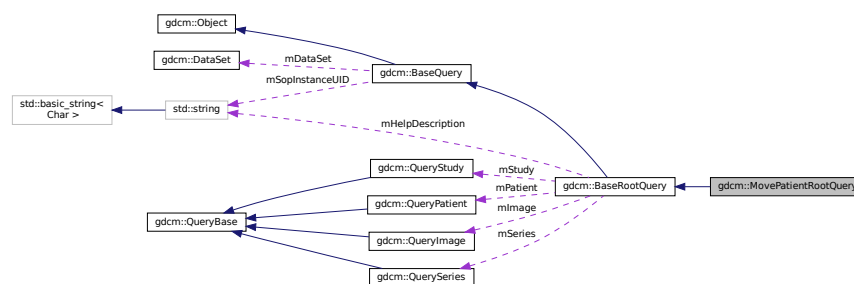 gdcm::Object
gdcm::DataSet
mDataSet
gdcm::BaseQuery
mSopInstanceUID
std::basic_string<
Char >
std::string
mHelpDescription
gdcm::QueryStudy
mStudy
gdcm::BaseRootQuery
gdcm::MovePatientRootQuery
mPatient
gdcm::QueryPatient
mImage
gdcm::QueryBase
gdcm::QueryImage
mSeries
gdcm::QuerySeries